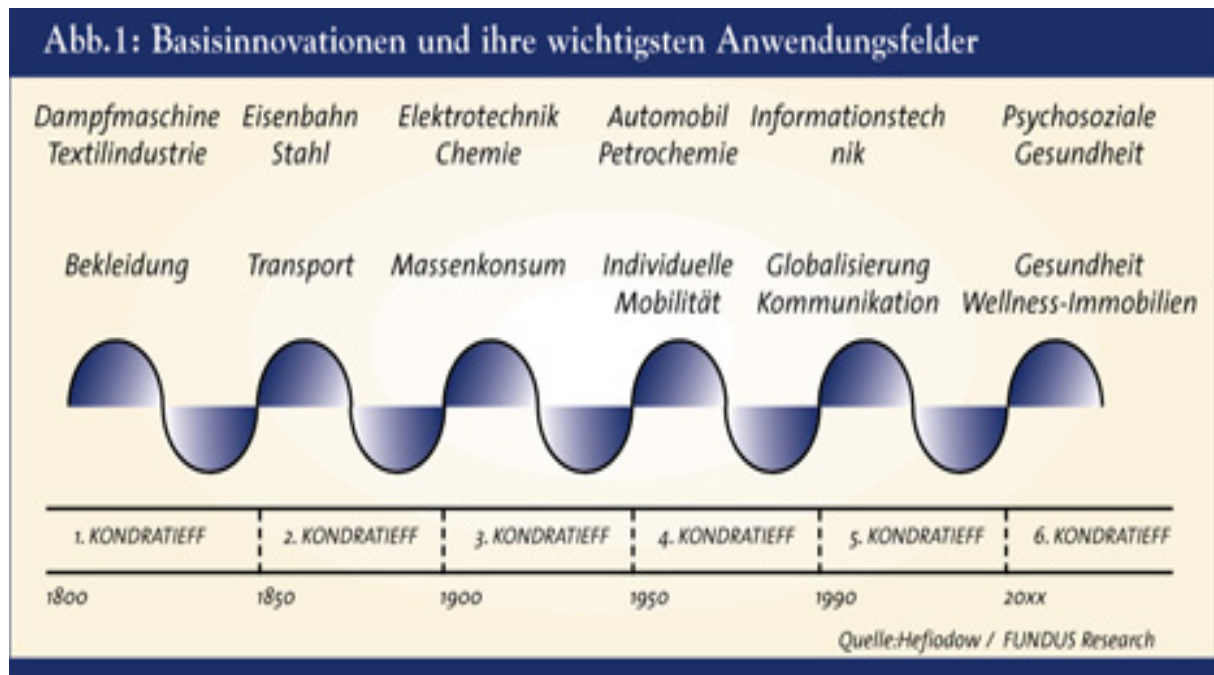 Abb.1: Basisinnovationen und ihre wichtigsten Anwendungsfelder
Dampfmaschine Eisenbahn Elektrotechnik Automobil Informationstech Psychosoziale
Textilindustrie Stahl Chemie Petrochemie nik Gesundheit
Bekleidung Transport Massenkonsum Individuelle Globalisierung Gesundheit
Mobilität Kommunikation Wellness-Immobilien
1. KONDRATIEFF 2. KONDRATIEFF 3. KONDRATIEFF 4. KONDRATIEFF 5. KONDRATIEFF 6. KONDRATIEFF
1800 1850 1900 1950 1990 20xx
Quelle:Hefiodow / FUNDUS Research